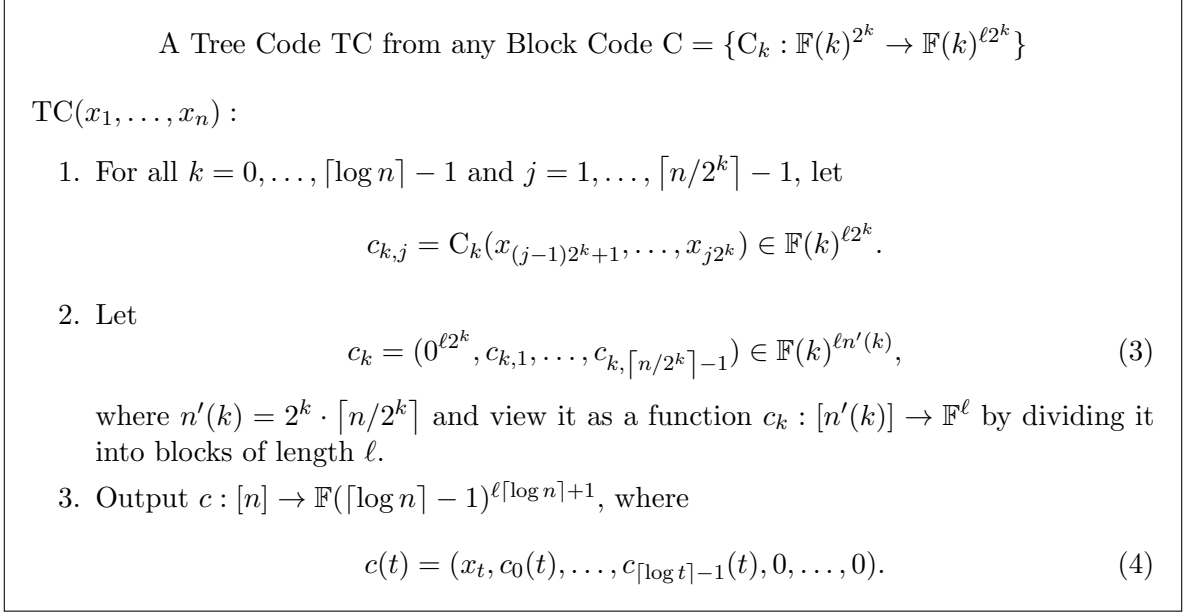 A Tree Code TC from any Block Code C = {C_k : 𝔽(k)^{2^k} → 𝔽(k)^{ℓ2^k}}
TC(x_1, …, x_n) :
1. For all k = 0, …, ⌈log n⌉ − 1 and j = 1, …, ⌈n/2^k⌉ − 1, let
c_{k,j} = C_k(x_{(j−1)2^k+1}, …, x_{j2^k}) ∈ 𝔽(k)^{ℓ2^k}.
2. Let
c_k = (0^{ℓ2^k}, c_{k,1}, …, c_{k,⌈n/2^k⌉−1}) ∈ 𝔽(k)^{ℓn′(k)}, (3)
where n′(k) = 2^k · ⌈n/2^k⌉ and view it as a function c_k : [n′(k)] → 𝔽^ℓ by dividing it
into blocks of length ℓ.
3. Output c : [n] → 𝔽(⌈log n⌉ − 1)^{ℓ⌈log n⌉+1}, where
c(t) = (x_t, c_0(t), …, c_{⌈log t⌉−1}(t), 0, …, 0). (4)